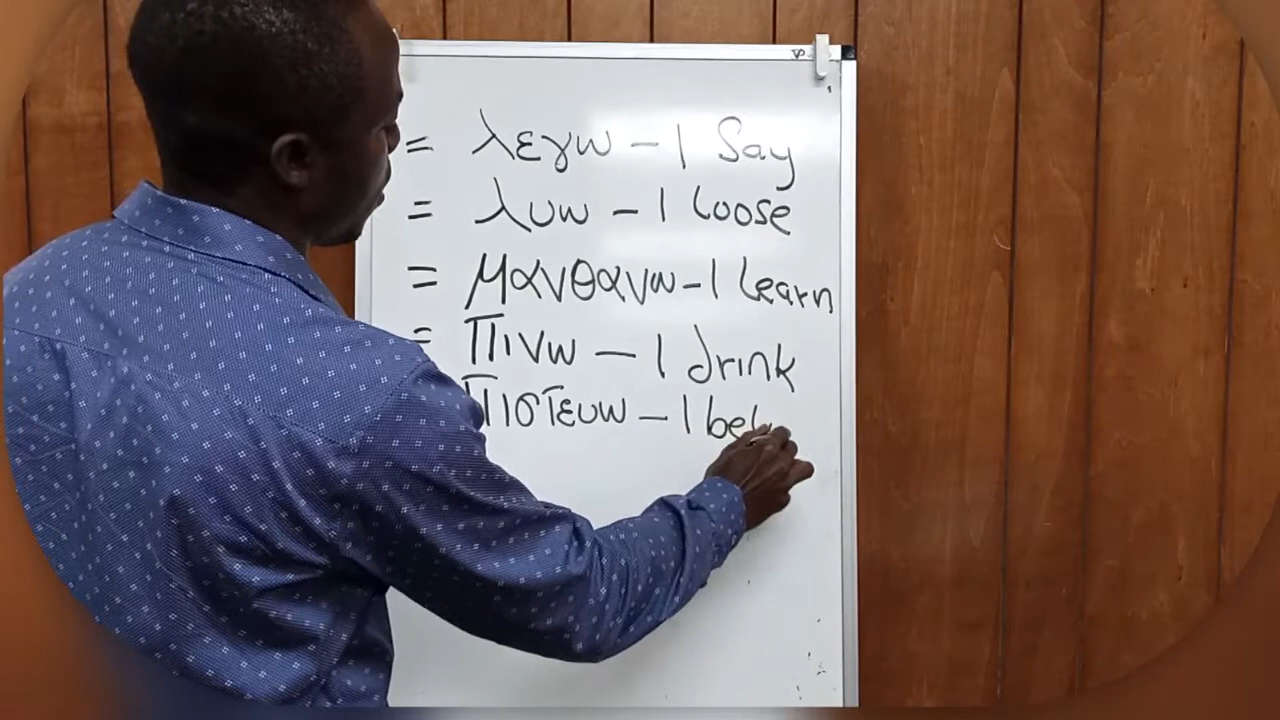 = λεγω – I Say
= λυω – I loose
= μανθανω – I learn
= Πινω – I drink
Πιστευω – I bel